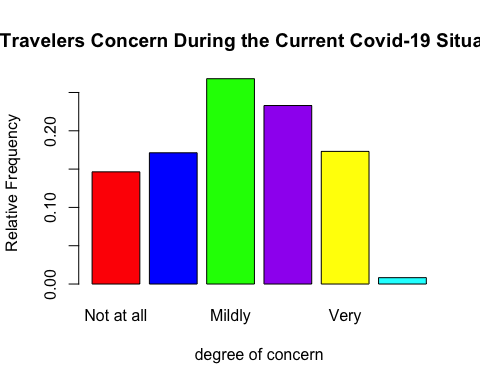 Travelers Concern During the Current Covid-19 Situa
Relative Frequency
0.20
0.10
0.00
Not at all Mildly Very
degree of concern